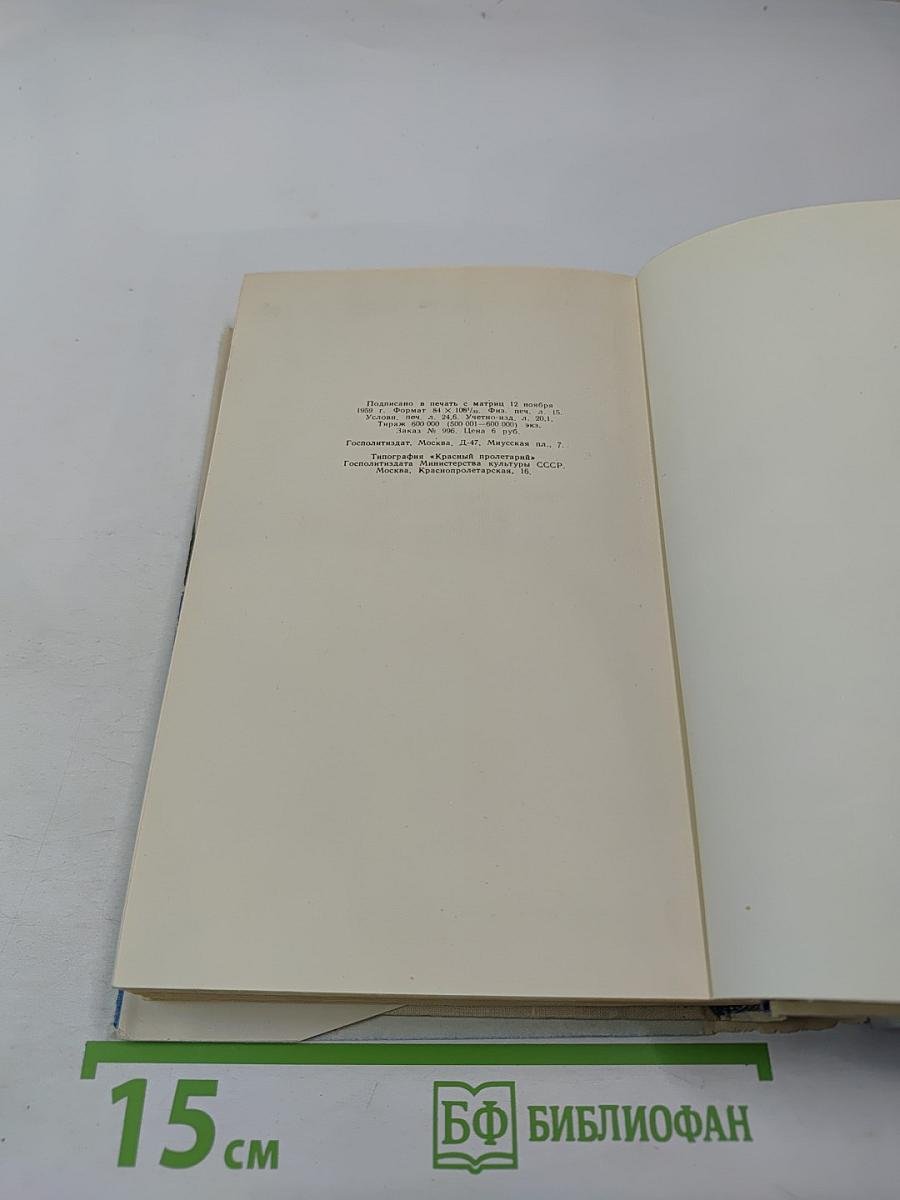 Подписано в печать с матриц 12 ноября
1959 г. Формат 84 × 108¹/₃₂. Физ. печ. л. 15.
Условн. печ. л. 24,6. Учетно-изд. л. 20,1.
Тираж 600 000 (500 001—600 000) экз.
Заказ № 996. Цена 6 руб.
Госполитиздат, Москва, Д-47, Миусская пл., 7.
Типография «Красный пролетарий»
Госполитиздата Министерства культуры СССР.
Москва, Краснопролетарская, 16.
15 см
БФ БИБЛИОФАН